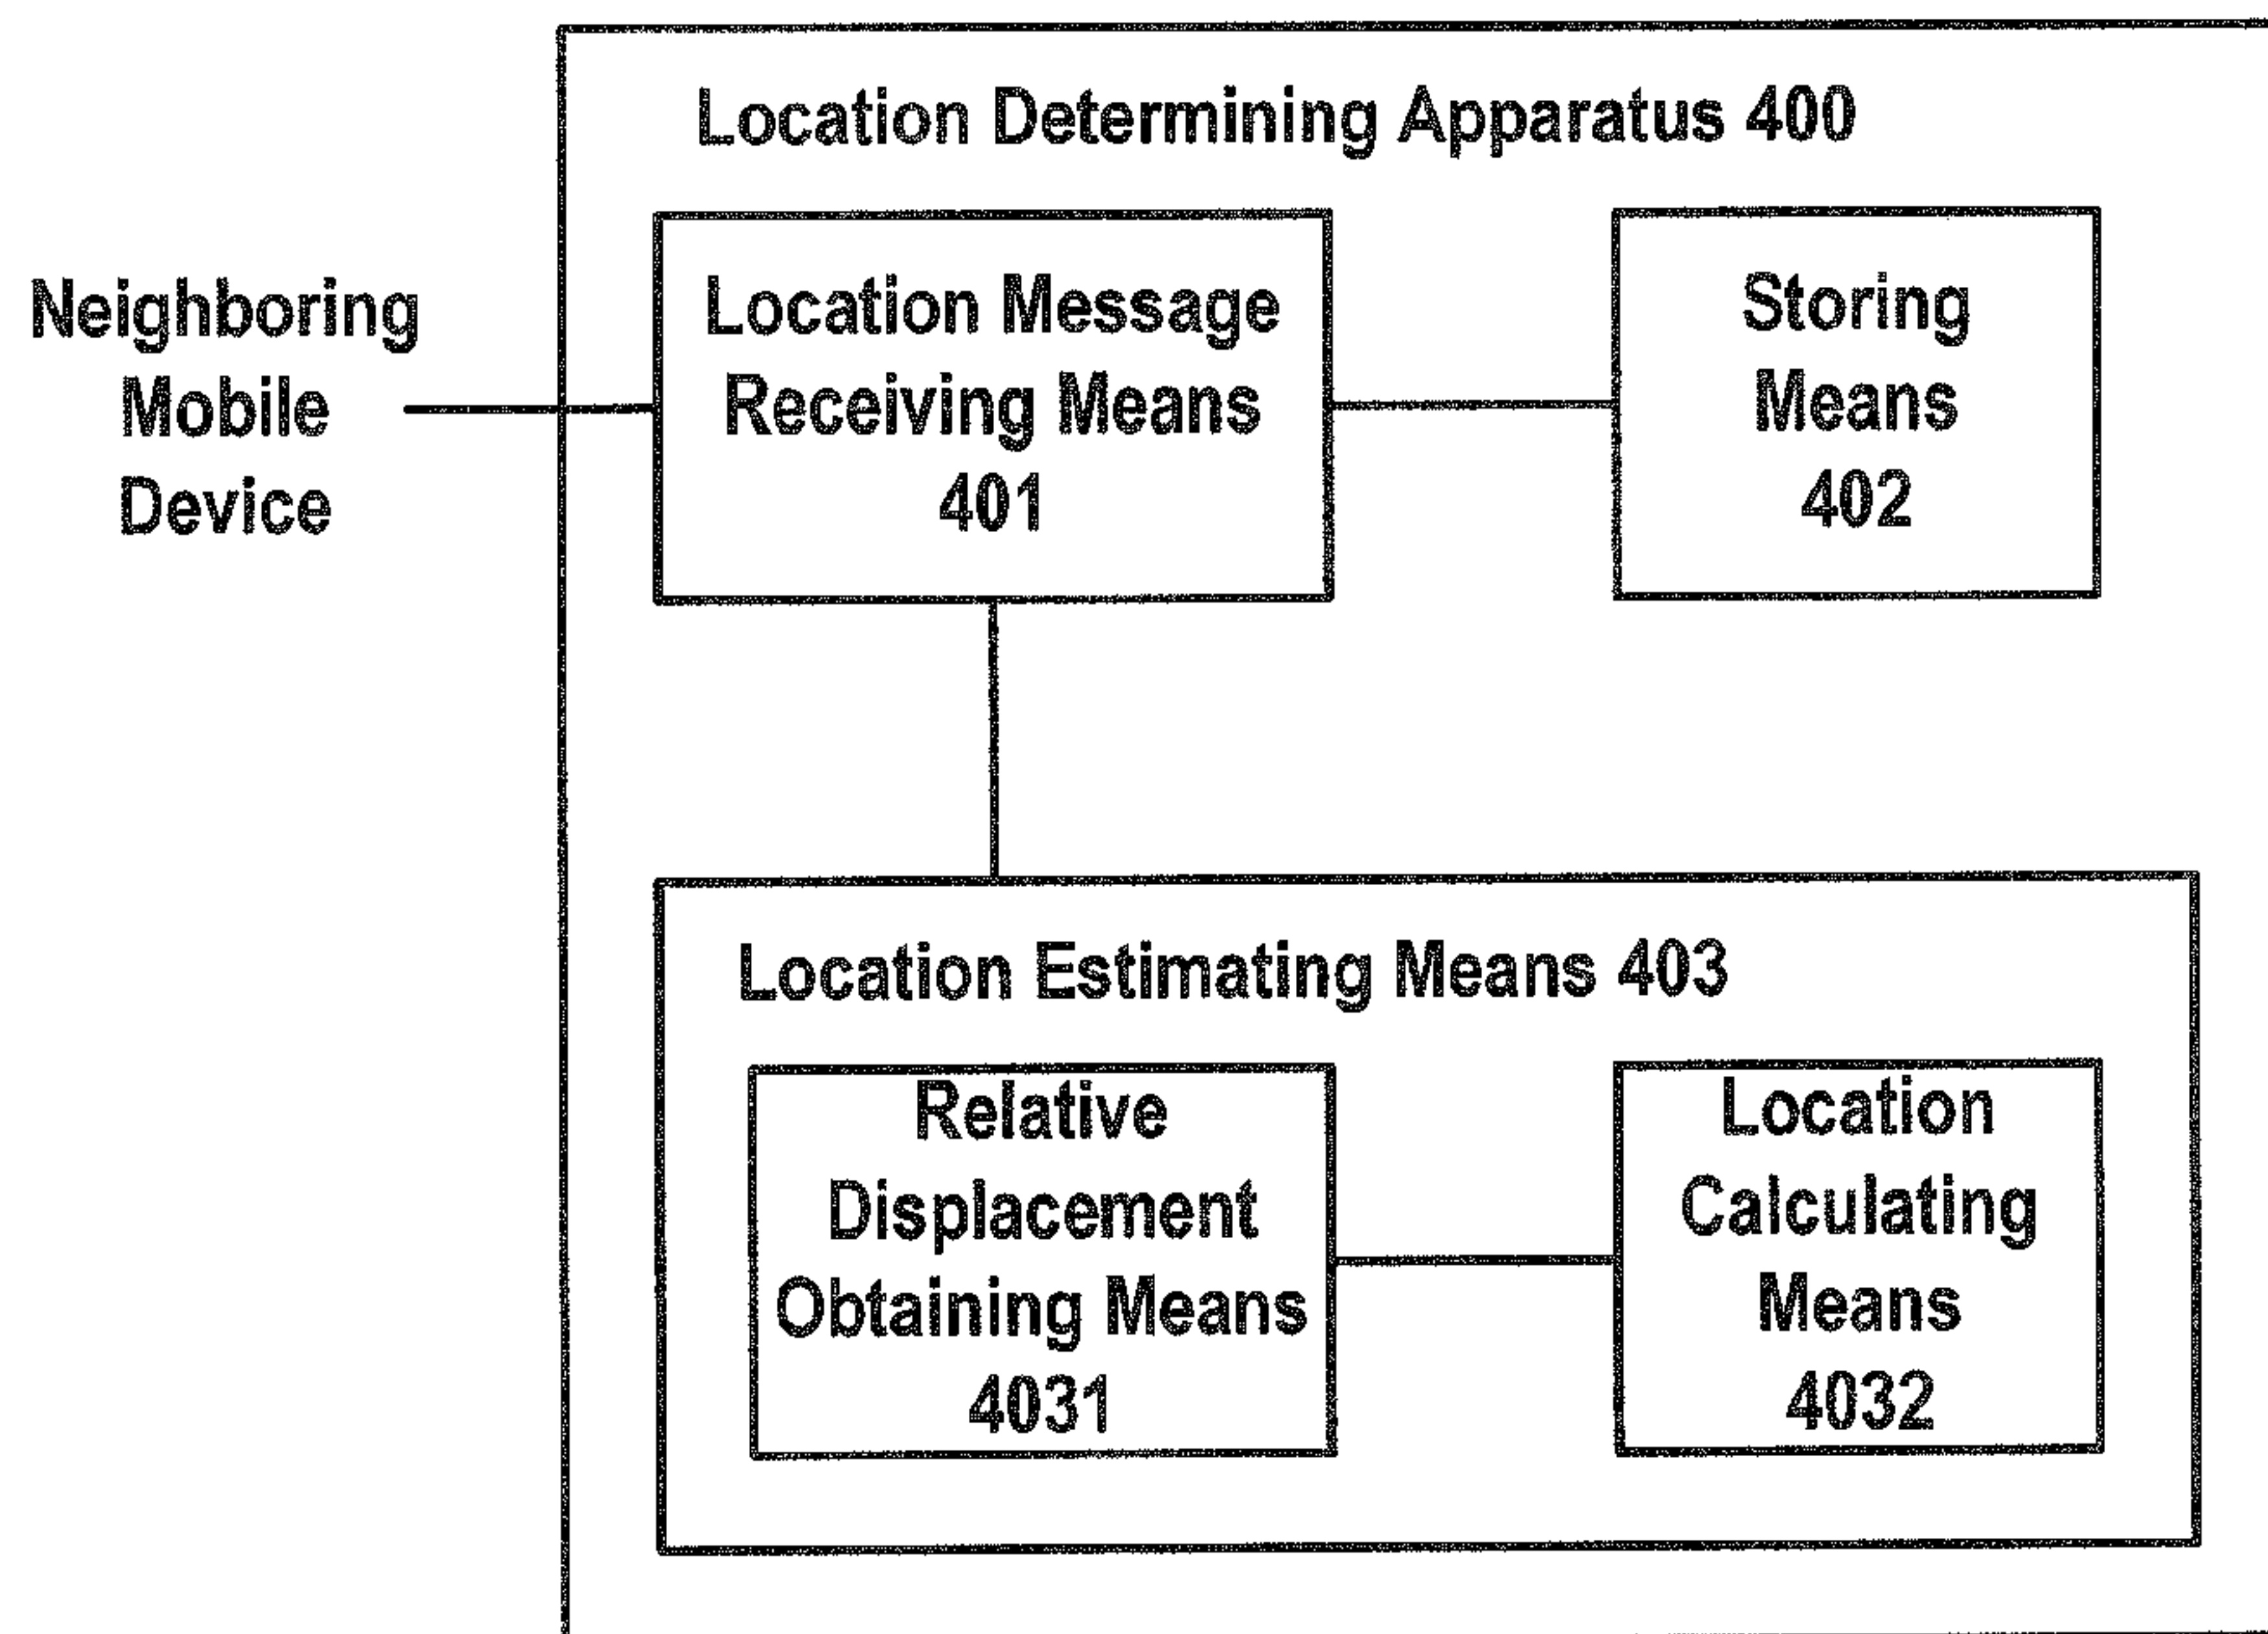 Location Determining Apparatus 400
Neighboring
Mobile
Device
Location Message
Receiving Means
401
Storing
Means
402
Location Estimating Means 403
Relative
Displacement
Obtaining Means
4031
Location
Calculating
Means
4032